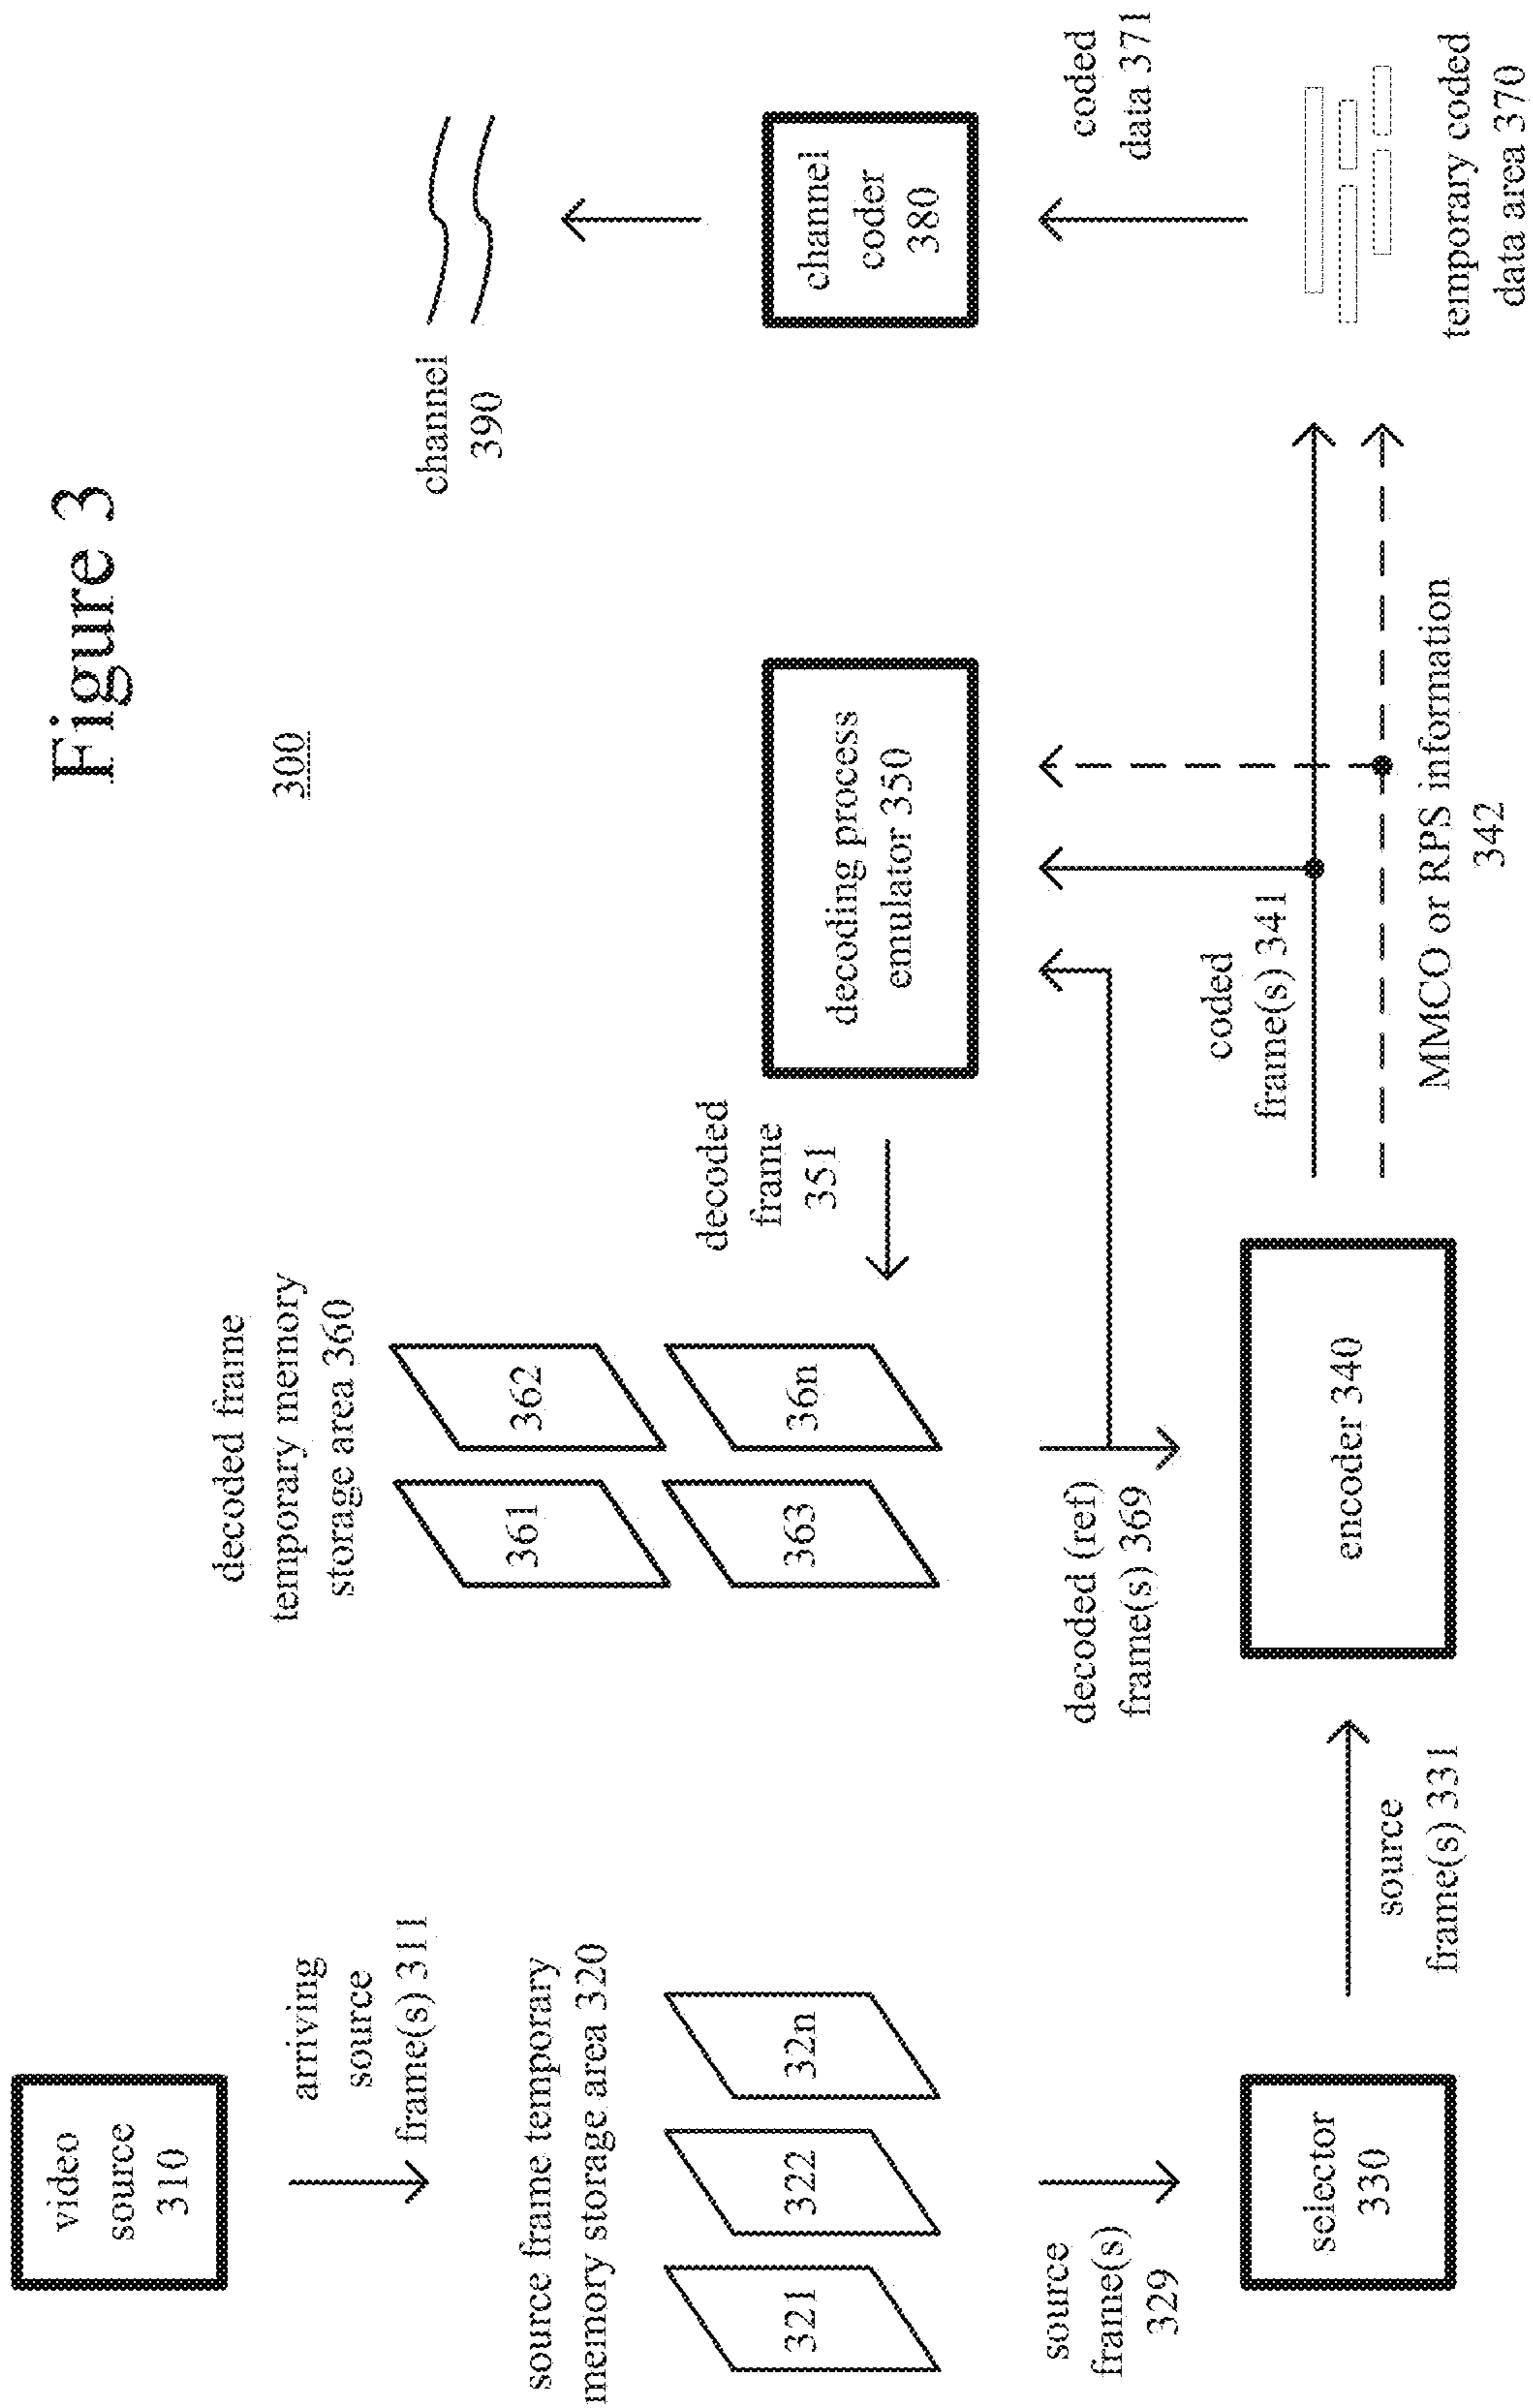 Figure 3
300
video
source
310
arriving
source
frame(s) 311
source frame temporary
memory storage area 320
321
322
32n
source
frame(s)
329
selector
330
source
frame(s) 331
decoded frame
temporary memory
storage area 360
361
362
363
36n
decoded (ref)
frame(s) 369
encoder 340
decoded
frame
351
decoding process
emulator 350
coded
frame(s) 341
MMCO or RPS information
342
channel
390
channel
coder
380
coded
data 371
temporary coded
data area 370